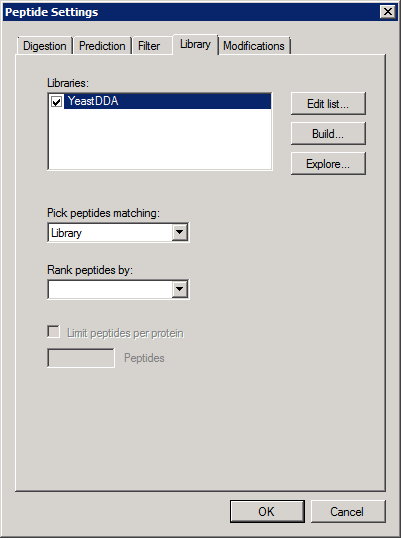 Peptide Settings
Digestion Prediction Filter Library Modifications
Libraries:
YeastDDA
Edit list...
Build...
Explore...
Pick peptides matching:
Library
Rank peptides by:
Limit peptides per protein
Peptides
OK Cancel